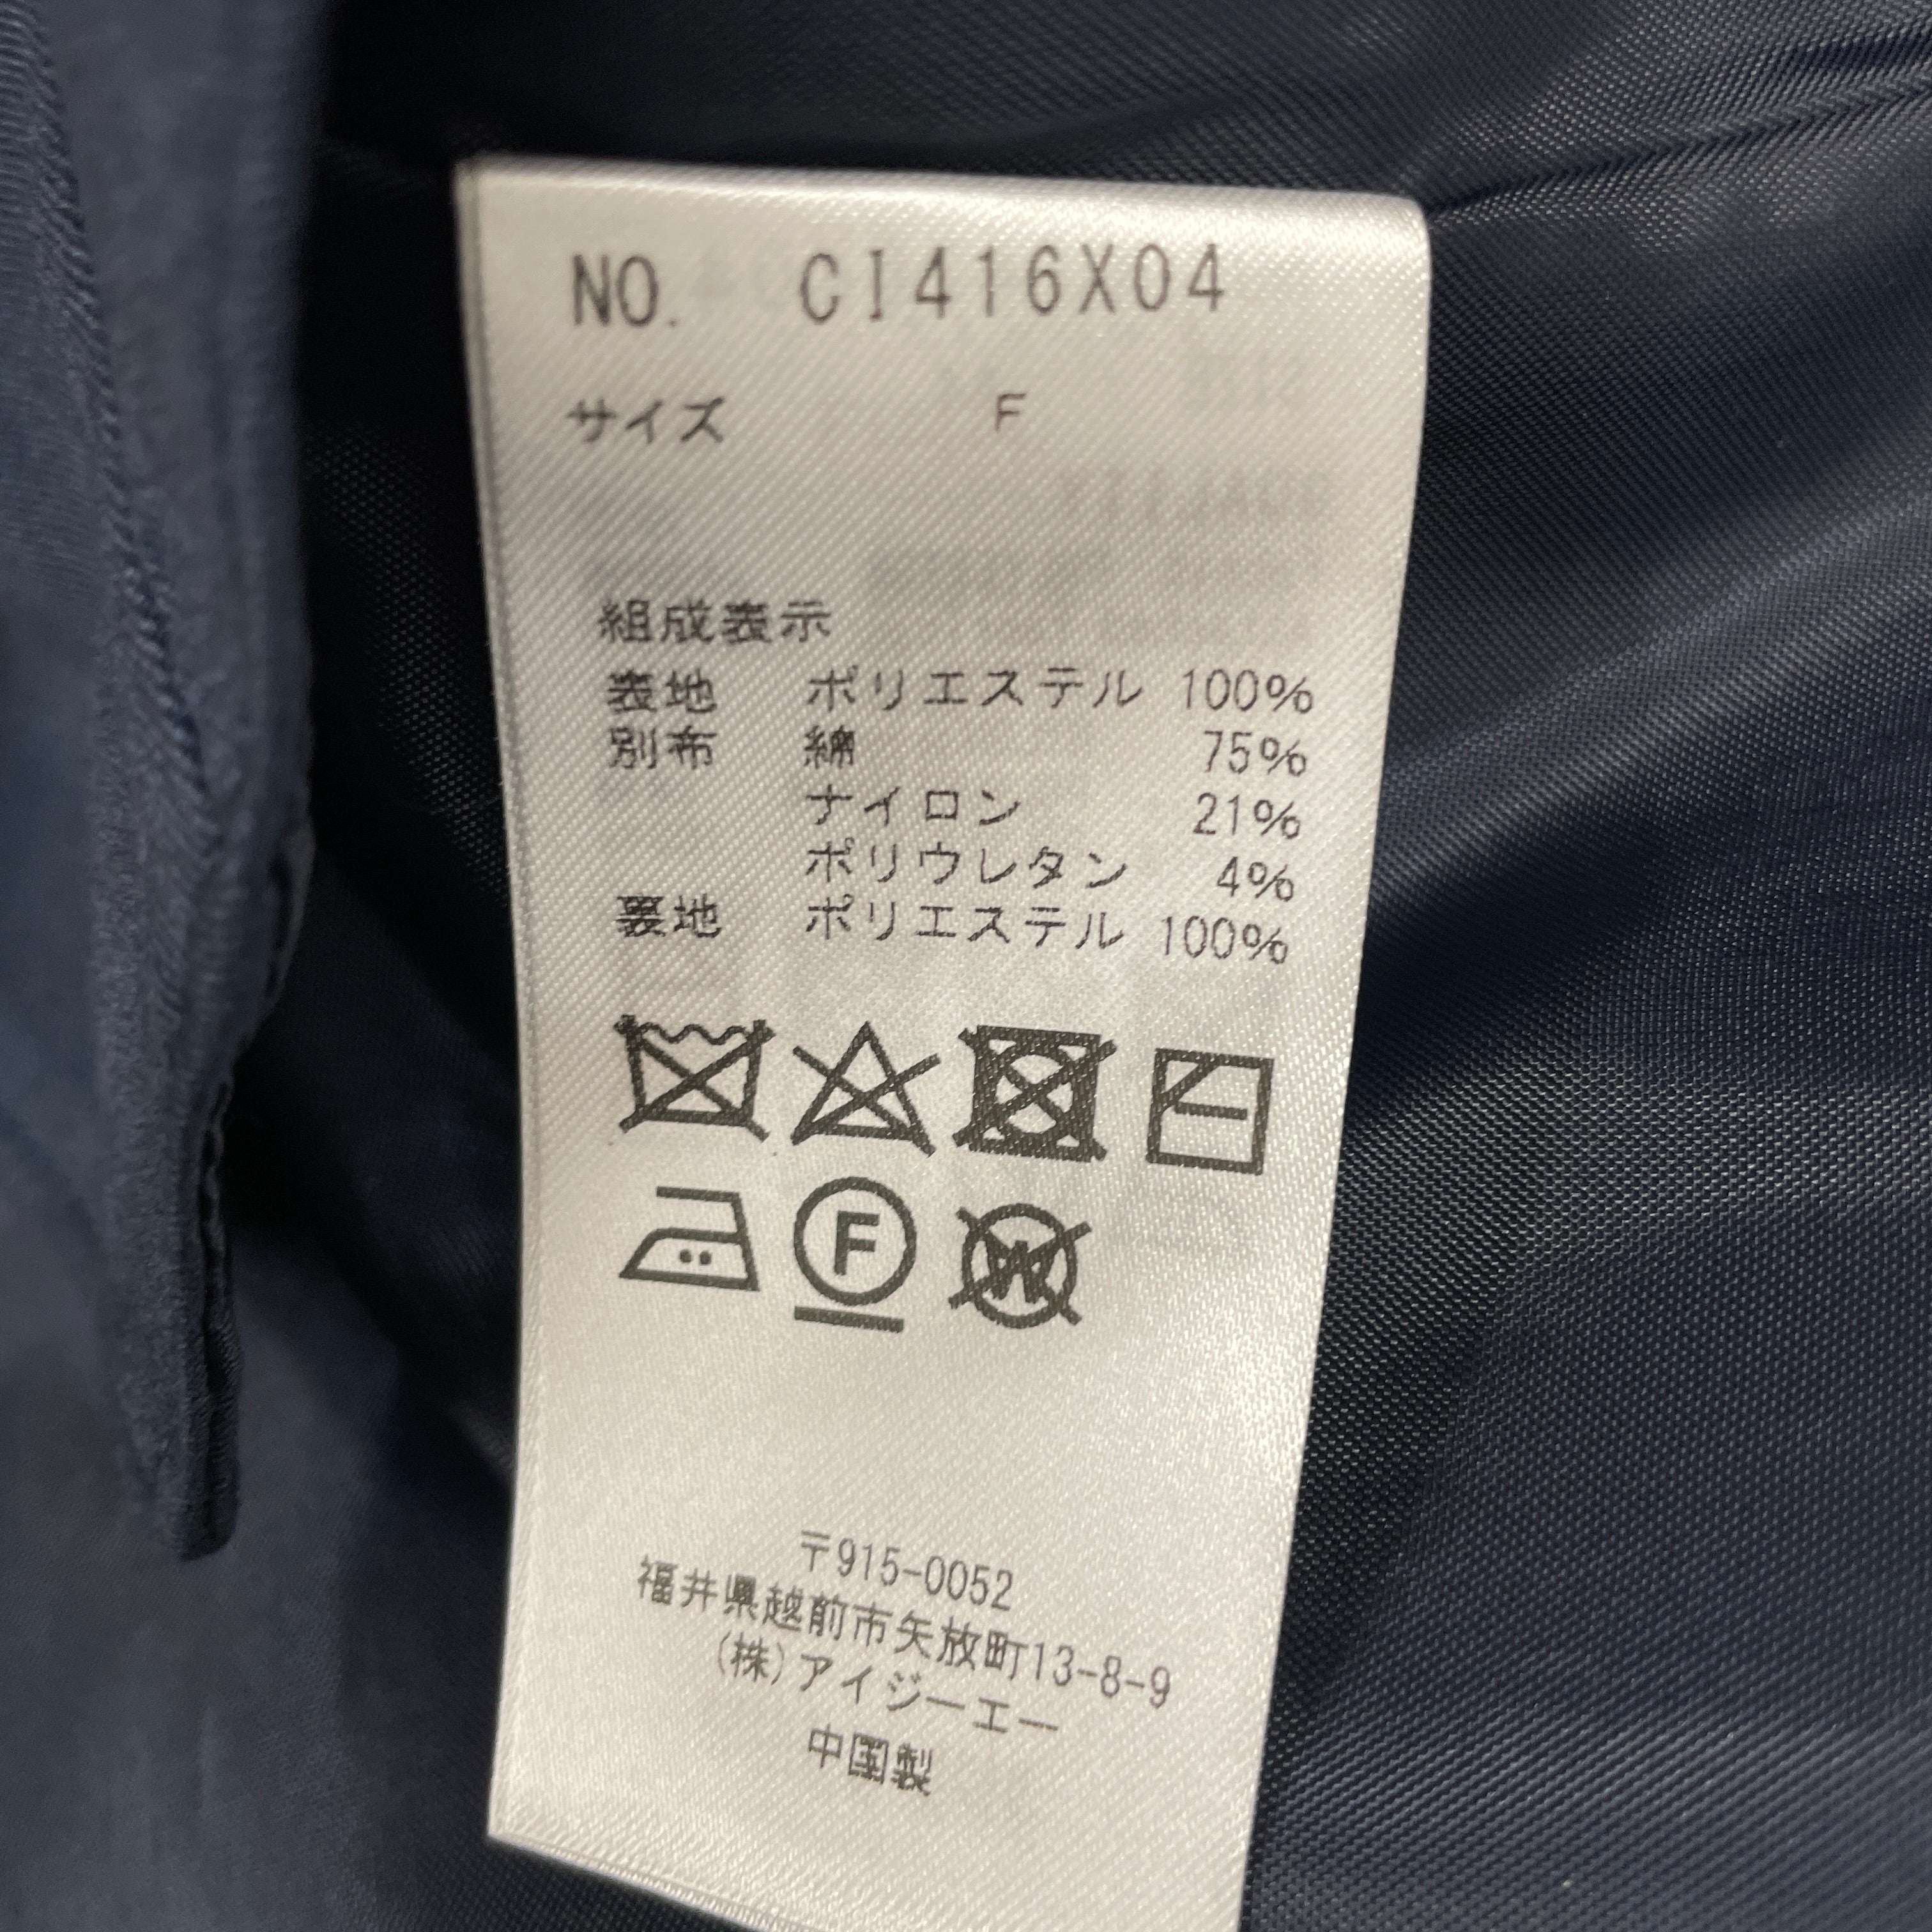 NO. CI416X04
サイズ F
組成表示
表地 ポリエステル 100%
別布 綿 75%
ナイロン 21%
ポリウレタン 4%
裏地 ポリエステル 100%
F
W
〒915-0052
福井県越前市矢放町13-8-9
(株)アイジーエー
中国製